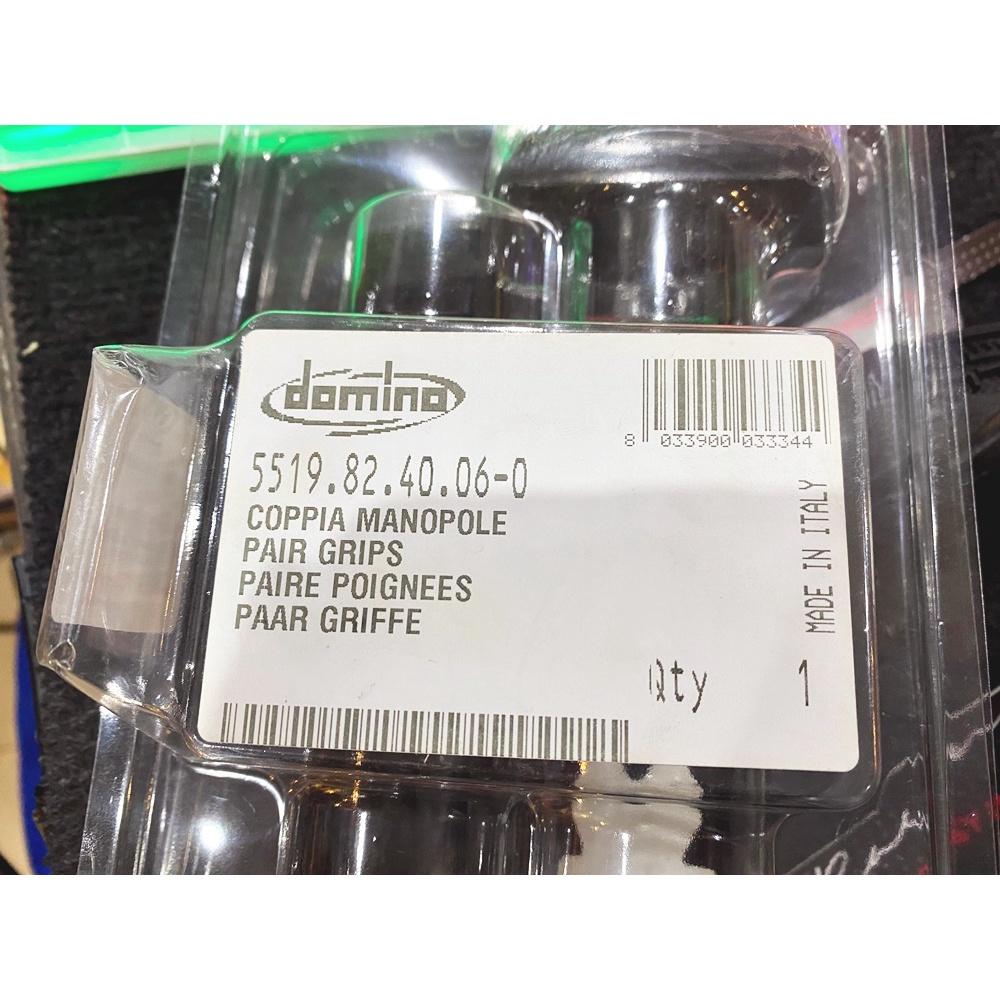 domino
8 033900 033344
5519.82.40.06-0
COPPIA MANOPOLE
PAIR GRIPS
PAIRE POIGNEES
PAAR GRIFFE
MADE IN ITALY
Qty 1